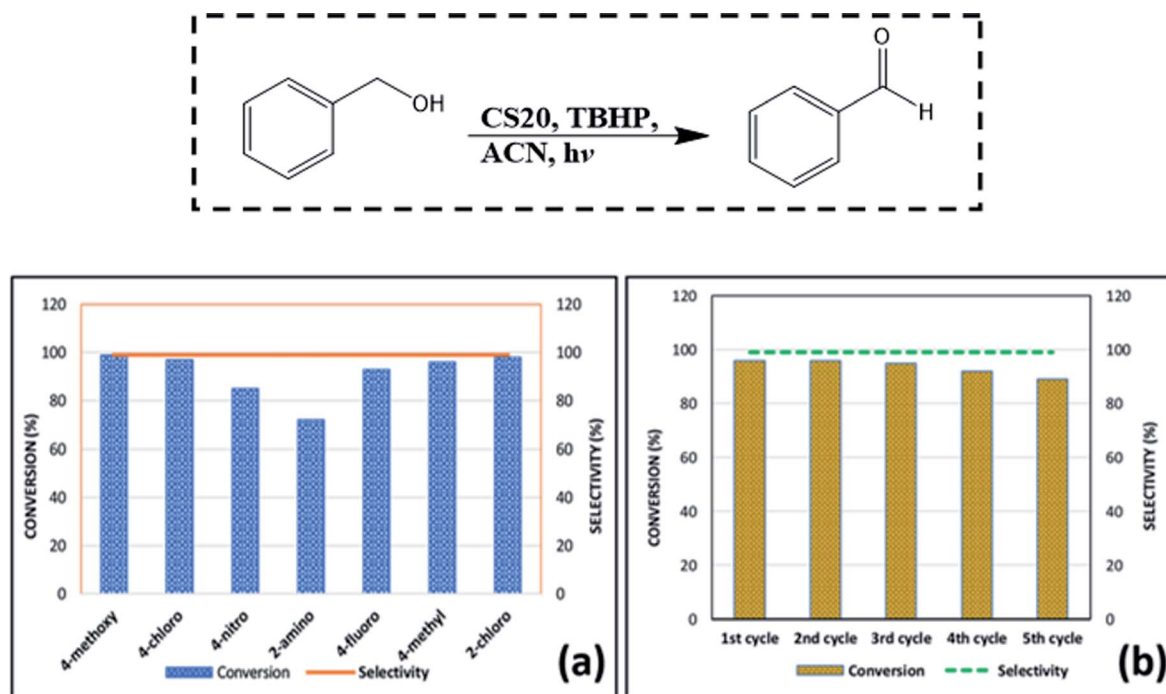 O
OH
H
CS20, TBHP,
ACN, hν
120
100
80
60
40
20
0
CONVERSION (%)
120
100
80
60
40
20
0
SELECTIVITY (%)
4-methoxy
4-chloro
4-nitro
2-amino
4-fluoro
4-methyl
2-chloro
Conversion
Selectivity
(a)
120
100
80
60
40
20
0
CONVERSION (%)
120
100
80
60
40
20
0
SELECTIVITY (%)
1st cycle 2nd cycle 3rd cycle 4th cycle 5th cycle
Conversion
Selectivity
(b)